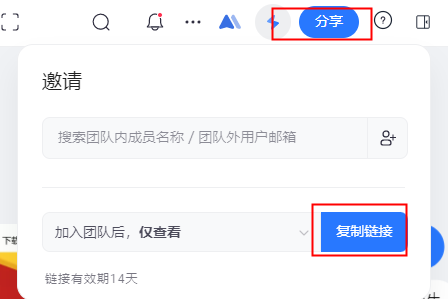 分享
邀请
搜索团队内成员名称 / 团队外用户邮箱
加入团队后，仅查看
复制链接
下载
链接有效期14天